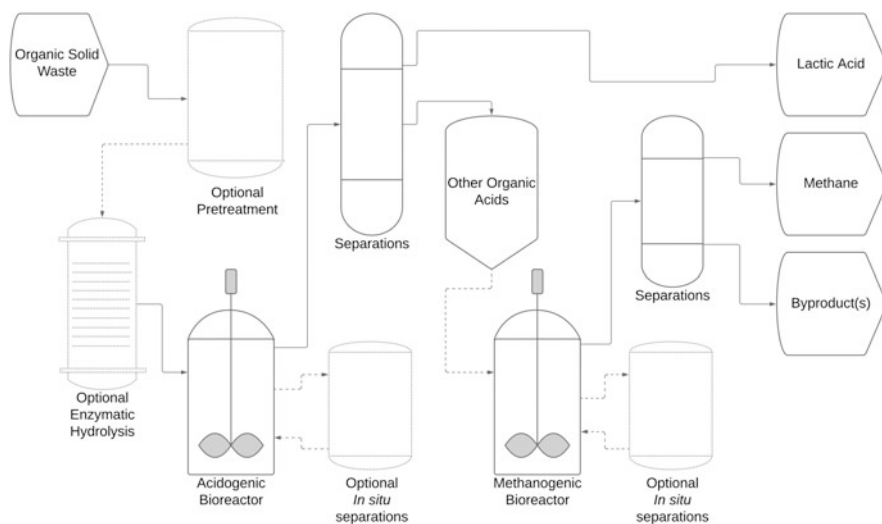 Organic Solid
Waste
Optional
Pretreatment
Separations
Lactic Acid
Other Organic
Acids
Methane
Separations
Byproduct(s)
Optional
Enzymatic
Hydrolysis
Acidogenic
Bioreactor
Optional
In situ
separations
Methanogenic
Bioreactor
Optional
In situ
separations